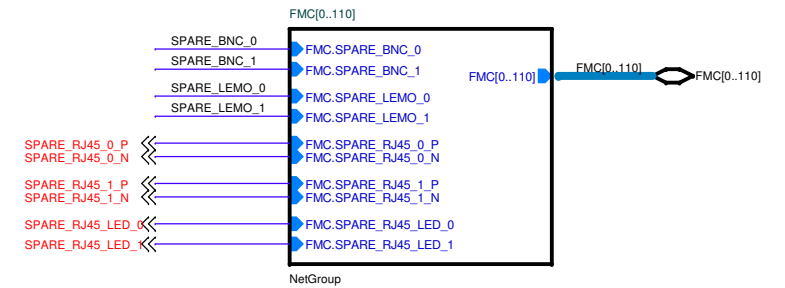 FMC[0..110]
SPARE_BNC_0
FMC.SPARE_BNC_0
SPARE_BNC_1
FMC.SPARE_BNC_1
FMC[0..110]
FMC[0..110]
FMC[0..110]
SPARE_LEMO_0
FMC.SPARE_LEMO_0
SPARE_LEMO_1
FMC.SPARE_LEMO_1
SPARE_RJ45_0_P
FMC.SPARE_RJ45_0_P
SPARE_RJ45_0_N
FMC.SPARE_RJ45_0_N
SPARE_RJ45_1_P
FMC.SPARE_RJ45_1_P
SPARE_RJ45_1_N
FMC.SPARE_RJ45_1_N
SPARE_RJ45_LED_0
FMC.SPARE_RJ45_LED_0
SPARE_RJ45_LED_1
FMC.SPARE_RJ45_LED_1
NetGroup